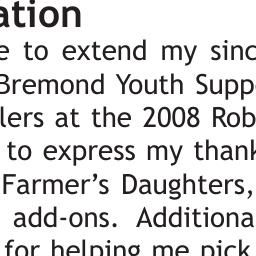 ation
e to extend my sinc
Bremond Youth Supp
lers at the 2008 Rob
to express my thank
Farmer's Daughters,
add-ons. Additiona
for helping me pick